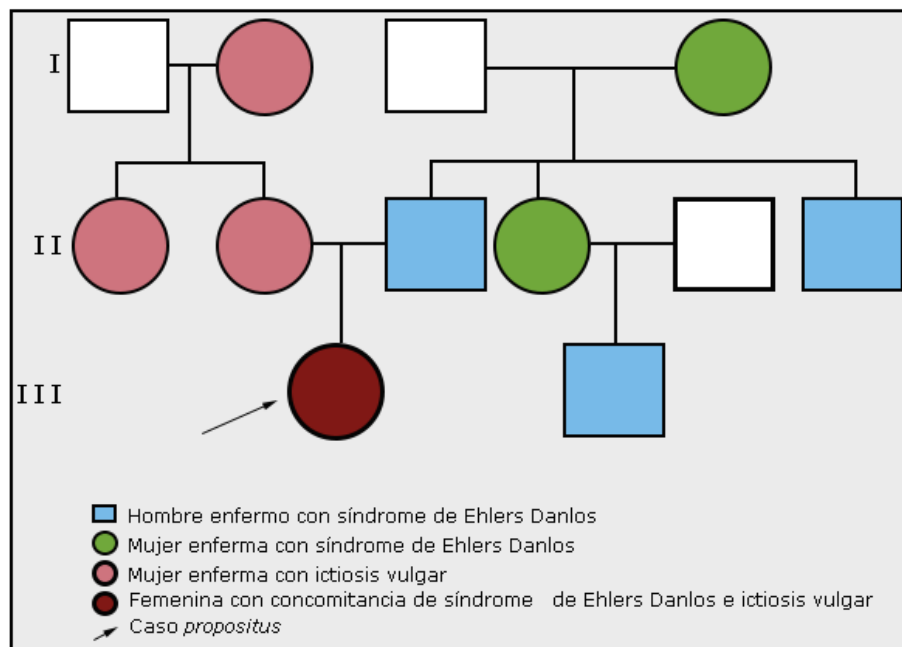 I
II
III
Hombre enfermo con síndrome de Ehlers Danlos
Mujer enferma con síndrome de Ehlers Danlos
Mujer enferma con ictiosis vulgar
Femenina con concomitancia de síndrome de Ehlers Danlos e ictiosis vulgar
Caso propositus